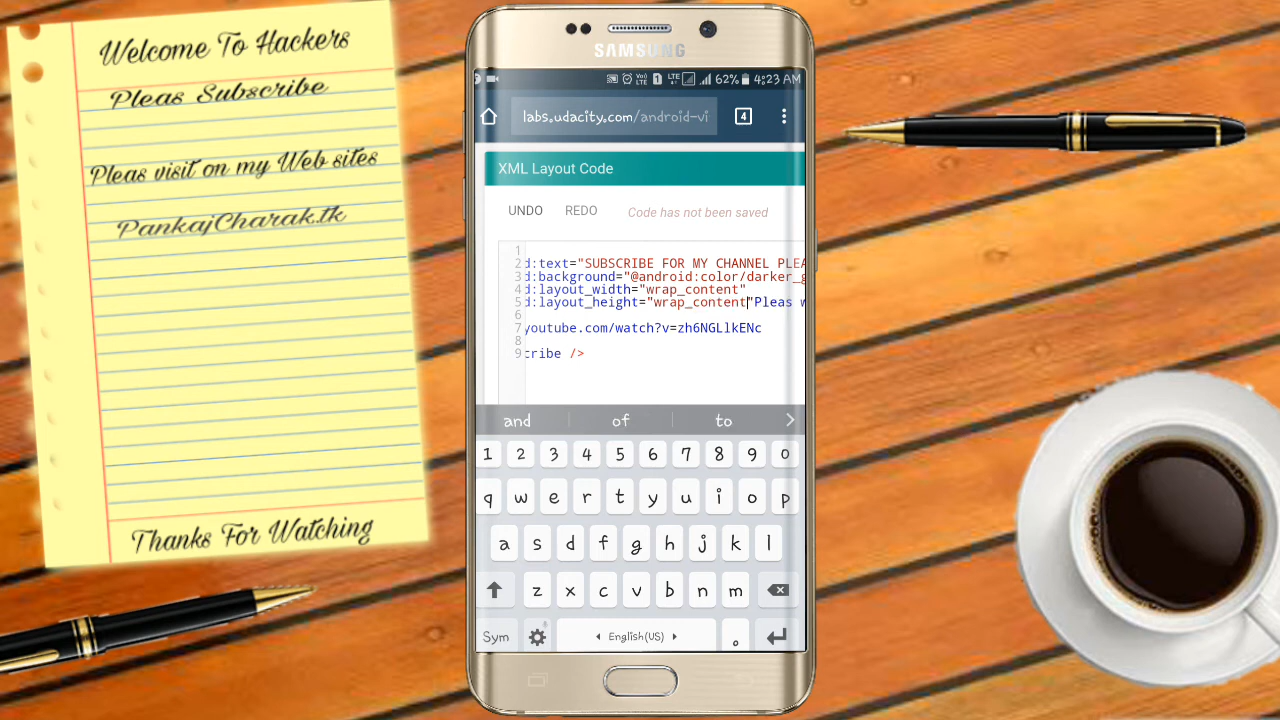 Welcome To Hackers
Pleas Subscribe
Pleas visit on my Web sites
PankajCharak.tk
Thanks For Watching
SAMSUNG
VoLTE 1 LTE 62% 4:23 AM
labs.udacity.com/android-vi
4
XML Layout Code
UNDO REDO Code has not been saved
1
2 d:text="SUBSCRIBE FOR MY CHANNEL PLEA
3 d:background="@android:color/darker_g
4 d:layout_width="wrap_content"
5 d:layout_height="wrap_content"Pleas w
6
7 youtube.com/watch?v=zh6NGLlkENc
8
9 cribe />
and of to
1 2 3 4 5 6 7 8 9 0
q w e r t y u i o p
a s d f g h j k l
z x c v b n m
Sym English(US) .